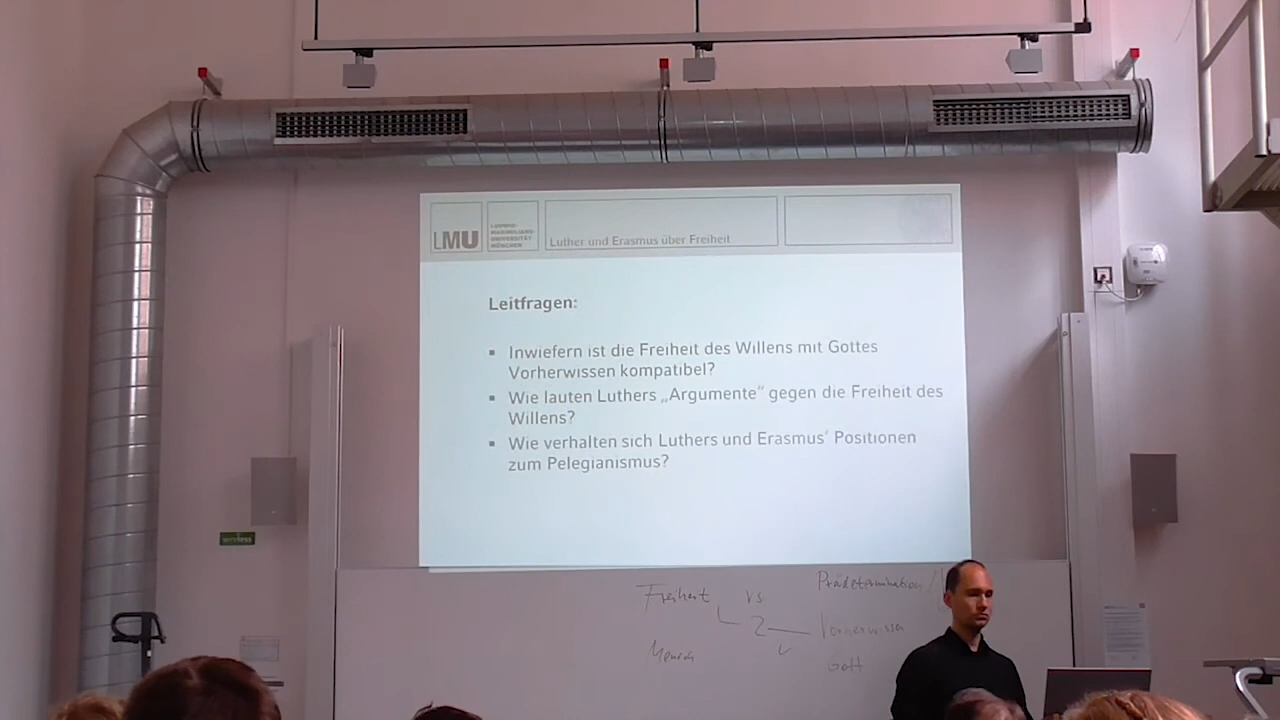 LMU
LUDWIG-
MAXIMILIANS-
UNIVERSITÄT
MÜNCHEN
Luther und Erasmus über Freiheit
Leitfragen:
▪ Inwiefern ist die Freiheit des Willens mit Gottes
Vorherwissen kompatibel?
▪ Wie lauten Luthers „Argumente“ gegen die Freiheit des
Willens?
▪ Wie verhalten sich Luthers und Erasmus' Positionen
zum Pelegianismus?
Freiheit vs Prädetermination /
Vorherwissen
Mensch Gott